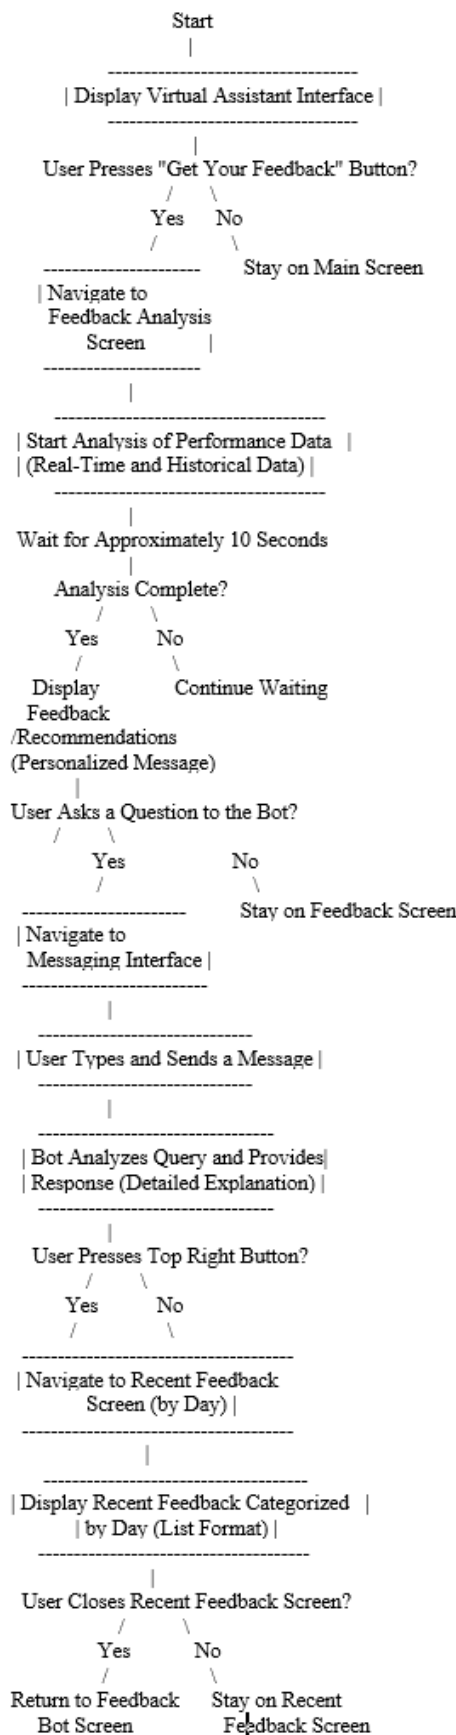 Start
|
-----------------------------------
| Display Virtual Assistant Interface |
-----------------------------------
|
User Presses "Get Your Feedback" Button?
/ \
Yes No
/ \
---------------------- Stay on Main Screen
| Navigate to
Feedback Analysis
Screen |
----------------------
|
--------------------------------------
| Start Analysis of Performance Data |
| (Real-Time and Historical Data) |
--------------------------------------
|
Wait for Approximately 10 Seconds
|
Analysis Complete?
/ \
Yes No
/ \
Display Continue Waiting
Feedback
/Recommendations
(Personalized Message)
|
User Asks a Question to the Bot?
/ \
Yes No
/ \
----------------------- Stay on Feedback Screen
| Navigate to
Messaging Interface |
--------------------------
|
------------------------------
| User Types and Sends a Message |
------------------------------
|
---------------------------------
| Bot Analyzes Query and Provides|
| Response (Detailed Explanation) |
---------------------------------
|
User Presses Top Right Button?
/ \
Yes No
/ \
--------------------------------------
| Navigate to Recent Feedback
Screen (by Day) |
--------------------------------------
|
-------------------------------------
| Display Recent Feedback Categorized |
| by Day (List Format) |
--------------------------------------
|
User Closes Recent Feedback Screen?
/ \
Yes No
/ \
Return to Feedback Stay on Recent
Bot Screen Feedback Screen